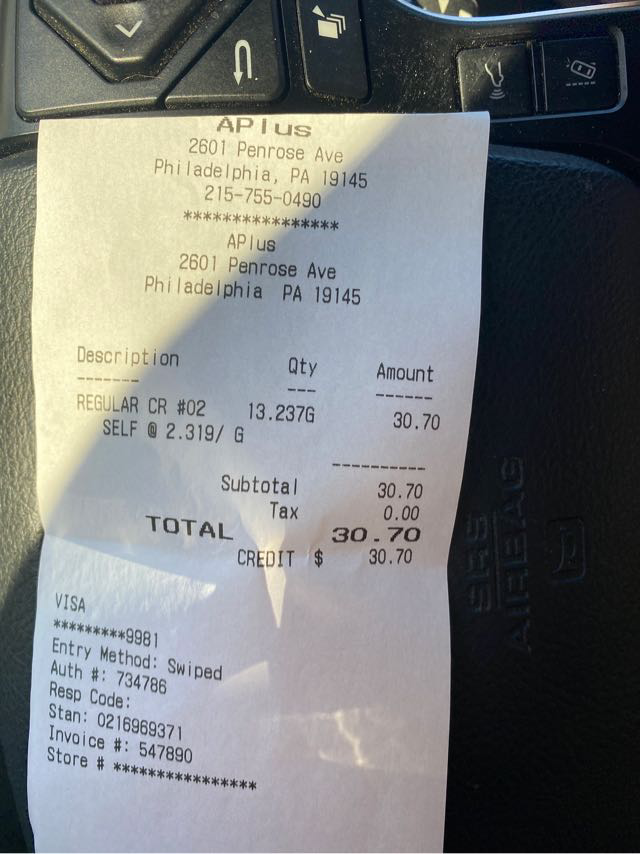 APlus
2601 Penrose Ave
Philadelphia, PA 19145
215-755-0490
******************
APlus
2601 Penrose Ave
Philadelphia PA 19145
Description Qty Amount
------- --- ------
REGULAR CR #02 13.237G 30.70
SELF @ 2.319/ G
----------
Subtotal 30.70
Tax 0.00
TOTAL 30.70
CREDIT $ 30.70
VISA
*********9981
Entry Method: Swiped
Auth #: 734786
Resp Code:
Stan: 0216969371
Invoice #: 547890
Store # ****************
SRS
AIRBAG